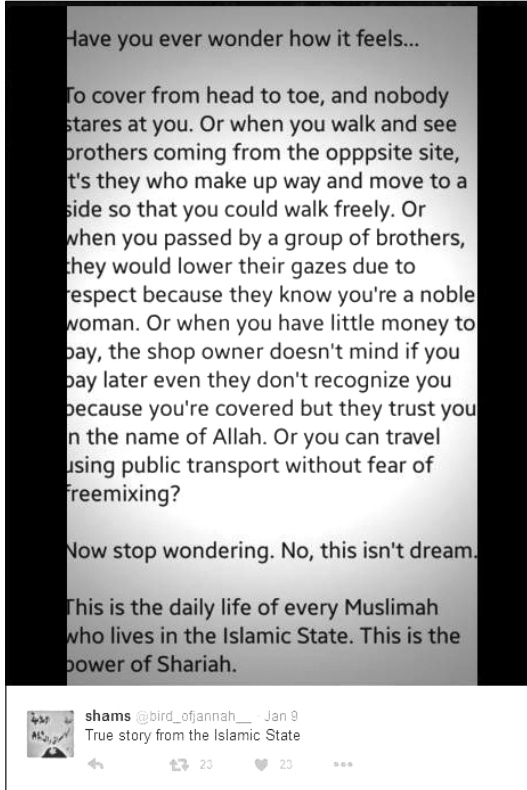 Have you ever wonder how it feels...
To cover from head to toe, and nobody
stares at you. Or when you walk and see
brothers coming from the opppsite site,
t's they who make up way and move to a
side so that you could walk freely. Or
when you passed by a group of brothers,
they would lower their gazes due to
respect because they know you're a noble
woman. Or when you have little money to
pay, the shop owner doesn't mind if you
pay later even they don't recognize you
because you're covered but they trust you
n the name of Allah. Or you can travel
using public transport without fear of
freemixing?
Now stop wondering. No, this isn't dream.
This is the daily life of every Muslimah
who lives in the Islamic State. This is the
power of Shariah.
shams @bird_ofjannah__ · Jan 9
True story from the Islamic State
23 23